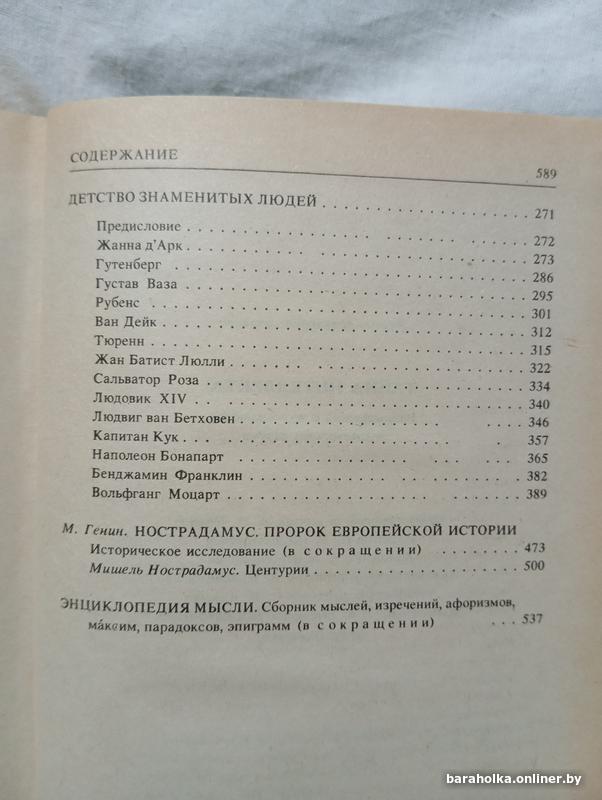 СОДЕРЖАНИЕ 589
ДЕТСТВО ЗНАМЕНИТЫХ ЛЮДЕЙ . . . . . . . . . . . . . . . . . 271
Предисловие . . . . . . . . . . . . . . . . . . . . 272
Жанна д'Арк . . . . . . . . . . . . . . . . . . . . 273
Гутенберг . . . . . . . . . . . . . . . . . . . . 286
Густав Ваза . . . . . . . . . . . . . . . . . . . . 295
Рубенс . . . . . . . . . . . . . . . . . . . . 301
Ван Дейк . . . . . . . . . . . . . . . . . . . . 312
Тюренн . . . . . . . . . . . . . . . . . . . . 315
Жан Батист Люлли . . . . . . . . . . . . . . . . . . . . 322
Сальватор Роза . . . . . . . . . . . . . . . . . . . . 334
Людовик XIV . . . . . . . . . . . . . . . . . . . . 340
Людвиг ван Бетховен . . . . . . . . . . . . . . . . . 346
Капитан Кук . . . . . . . . . . . . . . . . . . . . 357
Наполеон Бонапарт . . . . . . . . . . . . . . . . . 365
Бенджамин Франклин . . . . . . . . . . . . . . . . . 382
Вольфганг Моцарт . . . . . . . . . . . . . . . . . 389
М. Генин. НОСТРАДАМУС. ПРОРОК ЕВРОПЕЙСКОЙ ИСТОРИИ
Историческое исследование (в сокращении) . . . . . . . . 473
Мишель Нострадамус. Центурии . . . . . . . . . . . . . . . . . 500
ЭНЦИКЛОПЕДИЯ МЫСЛИ. Сборник мыслей, изречений, афоризмов,
ма́ксим, парадоксов, эпиграмм (в сокращении) . . . 537
baraholka.onliner.by